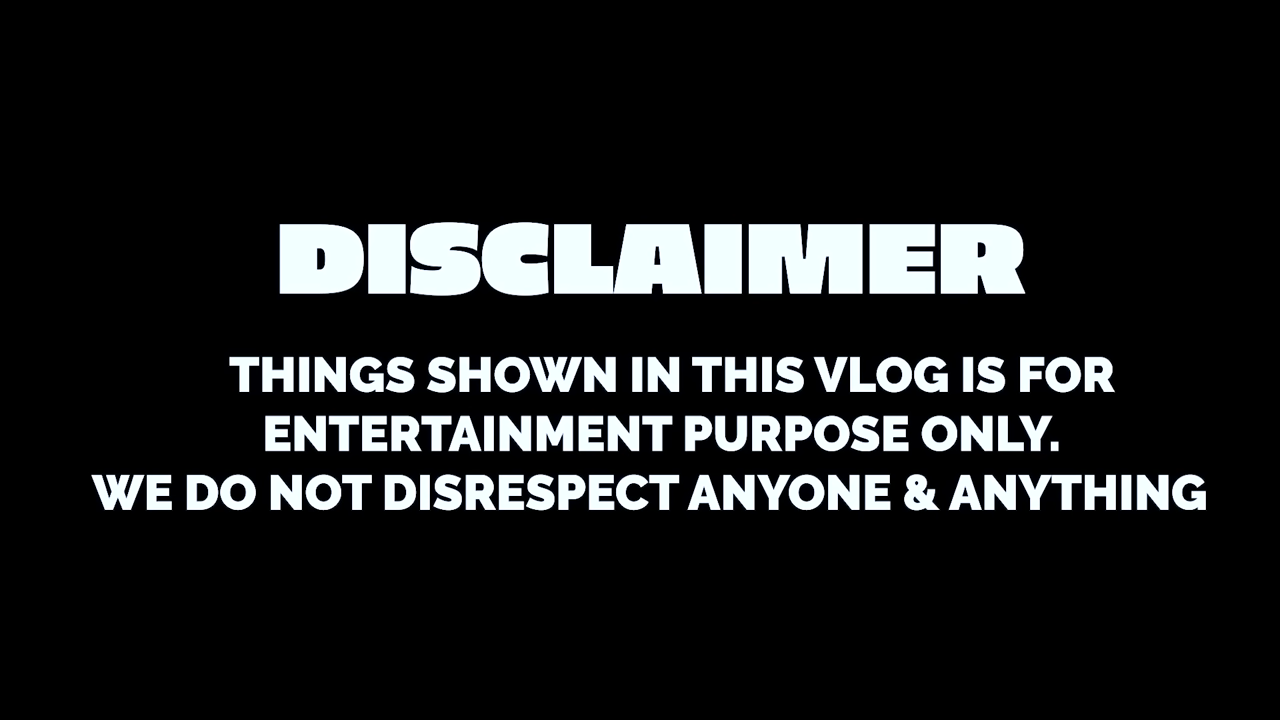 DISCLAIMER
THINGS SHOWN IN THIS VLOG IS FOR
ENTERTAINMENT PURPOSE ONLY.
WE DO NOT DISRESPECT ANYONE & ANYTHING